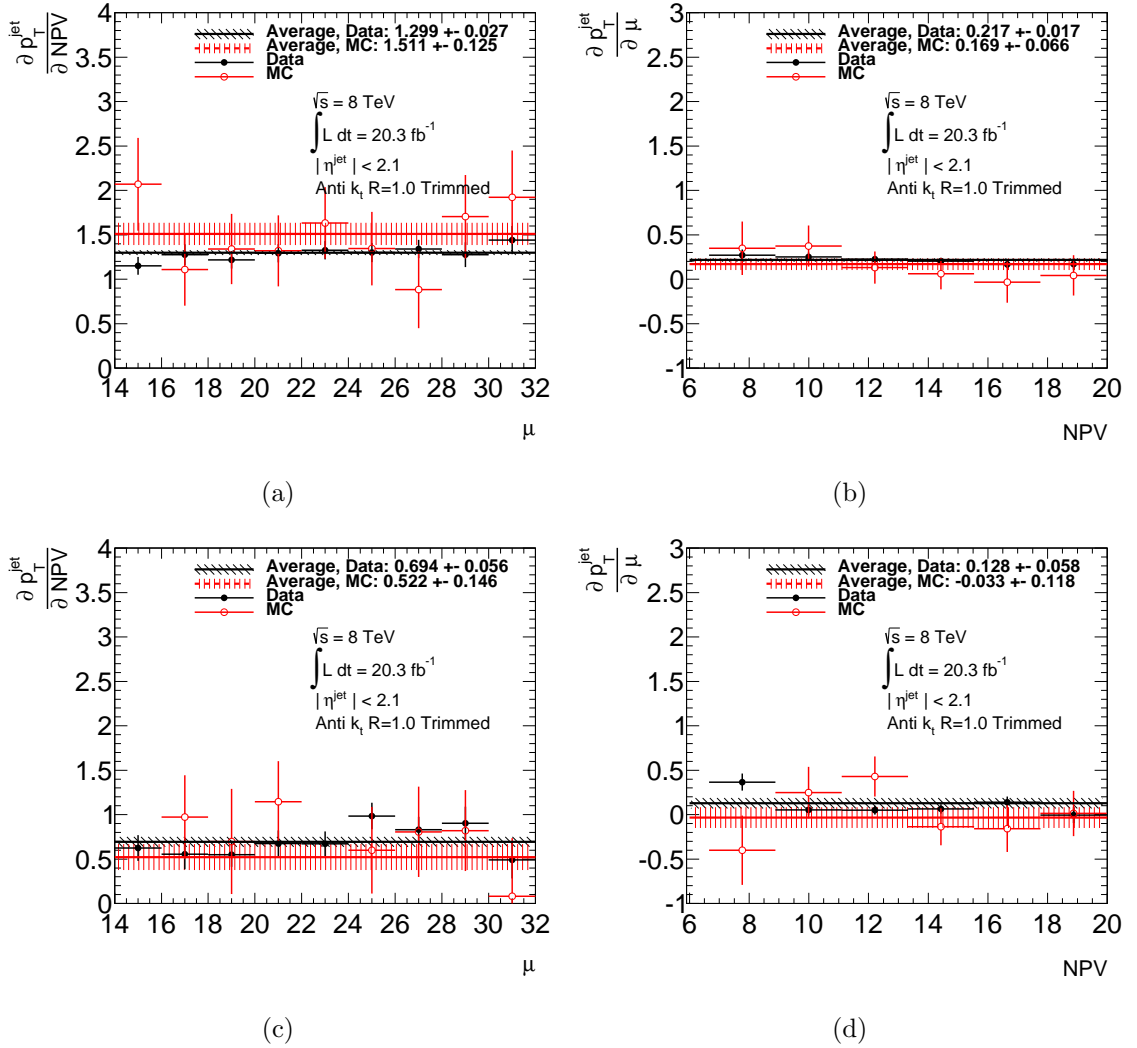 ∂ p_T^jet / ∂ NPV
4
3.5
3
2.5
2
1.5
1
0.5
0
Average, Data: 1.299 +- 0.027
Average, MC: 1.511 +- 0.125
Data
MC
√s = 8 TeV
∫ L dt = 20.3 fb⁻¹
| η^jet | < 2.1
Anti k_t R=1.0 Trimmed
14 16 18 20 22 24 26 28 30 32
μ
(a)
∂ p_T^jet / ∂ μ
3
2.5
2
1.5
1
0.5
0
-0.5
-1
Average, Data: 0.217 +- 0.017
Average, MC: 0.169 +- 0.066
Data
MC
√s = 8 TeV
∫ L dt = 20.3 fb⁻¹
| η^jet | < 2.1
Anti k_t R=1.0 Trimmed
6 8 10 12 14 16 18 20
NPV
(b)
∂ p_T^jet / ∂ NPV
4
3.5
3
2.5
2
1.5
1
0.5
0
Average, Data: 0.694 +- 0.056
Average, MC: 0.522 +- 0.146
Data
MC
√s = 8 TeV
∫ L dt = 20.3 fb⁻¹
| η^jet | < 2.1
Anti k_t R=1.0 Trimmed
14 16 18 20 22 24 26 28 30 32
μ
(c)
∂ p_T^jet / ∂ μ
3
2.5
2
1.5
1
0.5
0
-0.5
-1
Average, Data: 0.128 +- 0.058
Average, MC: -0.033 +- 0.118
Data
MC
√s = 8 TeV
∫ L dt = 20.3 fb⁻¹
| η^jet | < 2.1
Anti k_t R=1.0 Trimmed
6 8 10 12 14 16 18 20
NPV
(d)